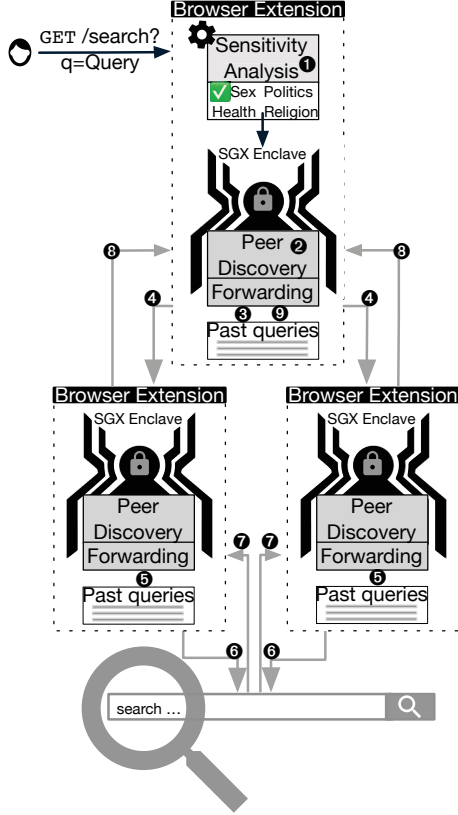 Browser Extension
GET /search?
q=Query
Sensitivity
Analysis ❶
✅Sex Politics
Health Religion
SGX Enclave
Peer ❷
Discovery
Forwarding
❸ ❾
Past queries
❽ ❽
❹ ❹
Browser Extension Browser Extension
SGX Enclave SGX Enclave
Peer Peer
Discovery Discovery
Forwarding Forwarding
❼ ❼
❺ ❺
Past queries Past queries
❻ ❻
search ...